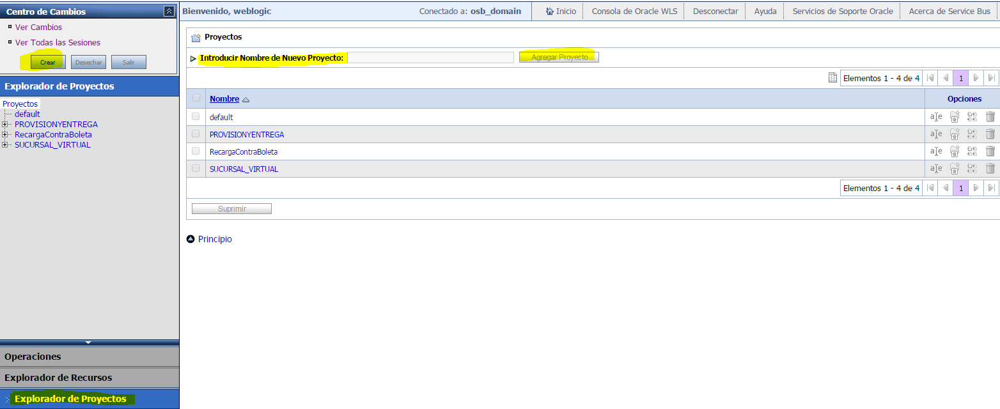 Centro de Cambios
Ver Cambios
Ver Todas las Sesiones
Crear Desechar Salir
Explorador de Proyectos
Proyectos
default
PROVISIONYENTREGA
RecargaContraBoleta
SUCURSAL_VIRTUAL
Operaciones
Explorador de Recursos
Explorador de Proyectos
Bienvenido, weblogic Conectado a: osb_domain Inicio Consola de Oracle WLS Desconectar Ayuda Servicios de Soporte Oracle Acerca de Service Bus
Proyectos
Introducir Nombre de Nuevo Proyecto: Agregar Proyecto
Elementos 1 - 4 de 4 1
Nombre Opciones
default
PROVISIONYENTREGA
RecargaContraBoleta
SUCURSAL_VIRTUAL
Elementos 1 - 4 de 4 1
Suprimir
Principio